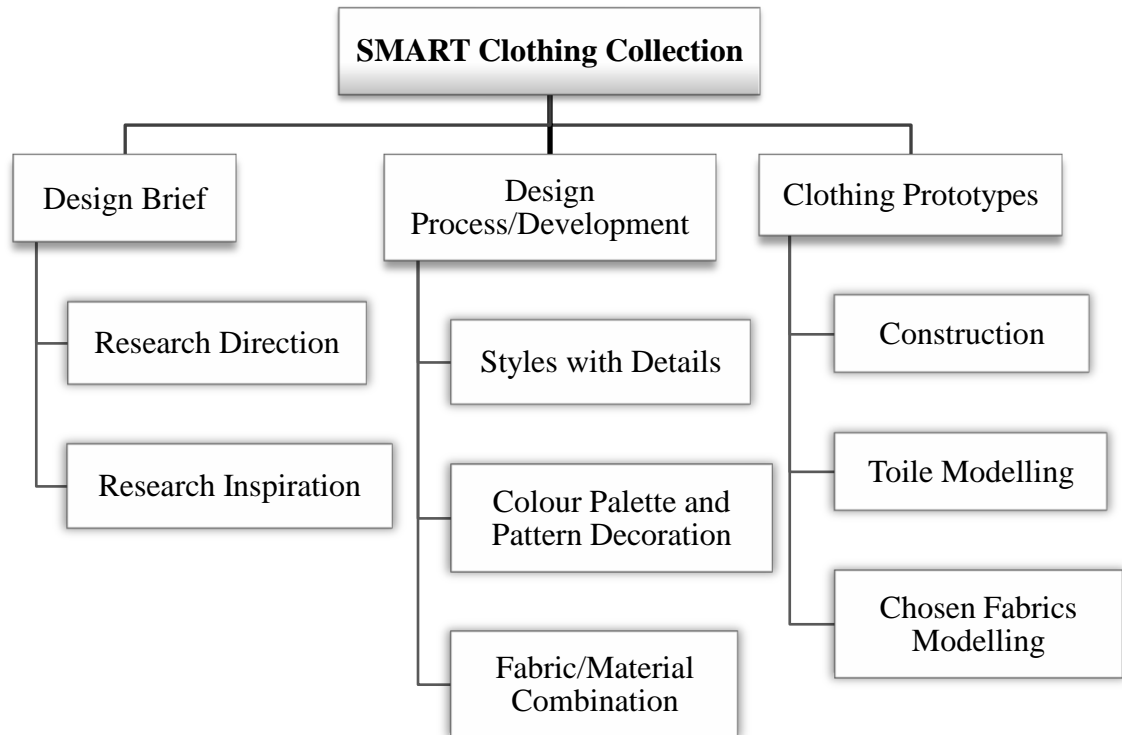 SMART Clothing Collection
Design Brief
Research Direction
Research Inspiration
Design
Process/Development
Styles with Details
Colour Palette and
Pattern Decoration
Fabric/Material
Combination
Clothing Prototypes
Construction
Toile Modelling
Chosen Fabrics
Modelling